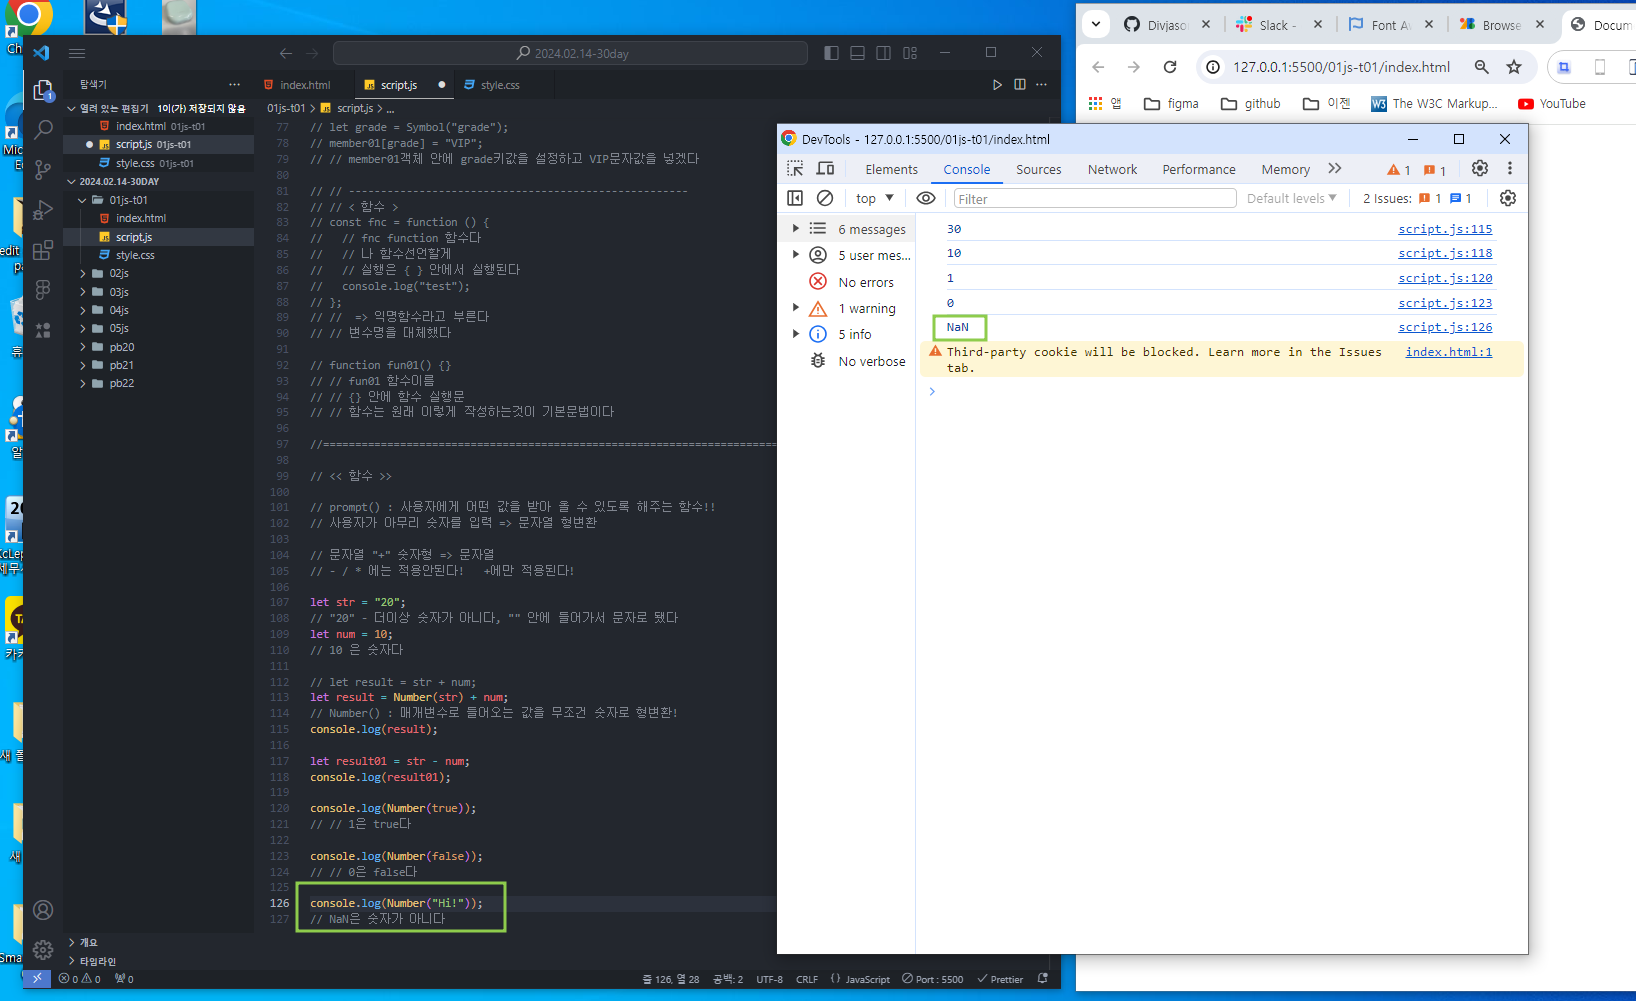 2024.02.14-30day
탐색기
index.html
script.js
style.css
열려 있는 편집기 1이(가) 저장되지 않음
index.html 01js-t01
script.js 01js-t01
style.css 01js-t01
2024.02.14-30DAY
01js-t01
index.html
script.js
style.css
02js
03js
04js
05js
pb20
pb21
pb22
개요
타임라인
01js-t01 > script.js > ...
77 // let grade = Symbol("grade");
78 // member01[grade] = "VIP";
79 // // member01객체 안에 grade키값을 설정하고 VIP문자값을 넣겠다
80
81 // // -----------------------------------------------------
82 // // < 함수 >
83 // const fnc = function () {
84 //   // fnc function 함수다
85 //   // 나 함수선언할게
86 //   // 실행은 { } 안에서 실행된다
87 //   console.log("test");
88 // };
89 // //  => 익명함수라고 부른다
90 // // 변수명을 대체했다
91
92 // function fun01() {}
93 // // fun01 함수이름
94 // // {} 안에 함수 실행문
95 // // 함수는 원래 이렇게 작성하는것이 기본문법이다
96
97 //======================================================================
98
99 // << 함수 >>
100
101 // prompt() : 사용자에게 어떤 값을 받아 올 수 있도록 해주는 함수!!
102 // 사용자가 아무리 숫자를 입력 => 문자열 형변환
103
104 // 문자열 "+" 숫자형 => 문자열
105 // - / * 에는 적용안된다!   +에만 적용된다!
106
107 let str = "20";
108 // "20" - 더이상 숫자가 아니다, "" 안에 들어가서 문자로 됐다
109 let num = 10;
110 // 10 은 숫자다
111
112 // let result = str + num;
113 let result = Number(str) + num;
114 // Number() : 매개변수로 들어오는 값을 무조건 숫자로 형변환!
115 console.log(result);
116
117 let result01 = str - num;
118 console.log(result01);
119
120 console.log(Number(true));
121 // // 1은 true다
122
123 console.log(Number(false));
124 // // 0은 false다
125
126 console.log(Number("Hi!"));
127 // NaN은 숫자가 아니다
0 0 0
줄 126, 열 28 공백: 2 UTF-8 CRLF {} JavaScript Port : 5500 Prettier
Divjaso
Slack -
Font Aw
Browse
Docum
127.0.0.1:5500/01js-t01/index.html
앱 figma github 이젠 The W3C Markup... YouTube
DevTools - 127.0.0.1:5500/01js-t01/index.html
Elements Console Sources Network Performance Memory 1 1
top Filter Default levels 2 Issues: 1 1
6 messages
5 user mes...
No errors
1 warning
5 info
No verbose
30 script.js:115
10 script.js:118
1 script.js:120
0 script.js:123
NaN script.js:126
Third-party cookie will be blocked. Learn more in the Issues index.html:1
tab.